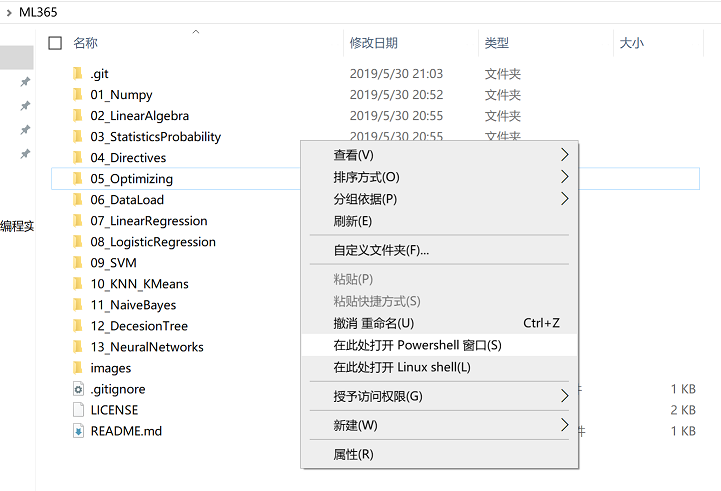 ML365
名称 修改日期 类型 大小
.git 2019/5/30 21:03 文件夹
01_Numpy 2019/5/30 20:52 文件夹
02_LinearAlgebra 2019/5/30 20:55 文件夹
03_StatisticsProbability 2019/5/30 20:55 文件夹
04_Directives
05_Optimizing
06_DataLoad
07_LinearRegression
08_LogisticRegression
09_SVM
10_KNN_KMeans
11_NaiveBayes
12_DecesionTree
13_NeuralNetworks
images
.gitignore 件 1 KB
LICENSE 2 KB
README.md 件 1 KB
编程实
查看(V)
排序方式(O)
分组依据(P)
刷新(E)
自定义文件夹(F)...
粘贴(P)
粘贴快捷方式(S)
撤消 重命名(U) Ctrl+Z
在此处打开 Powershell 窗口(S)
在此处打开 Linux shell(L)
授予访问权限(G)
新建(W)
属性(R)